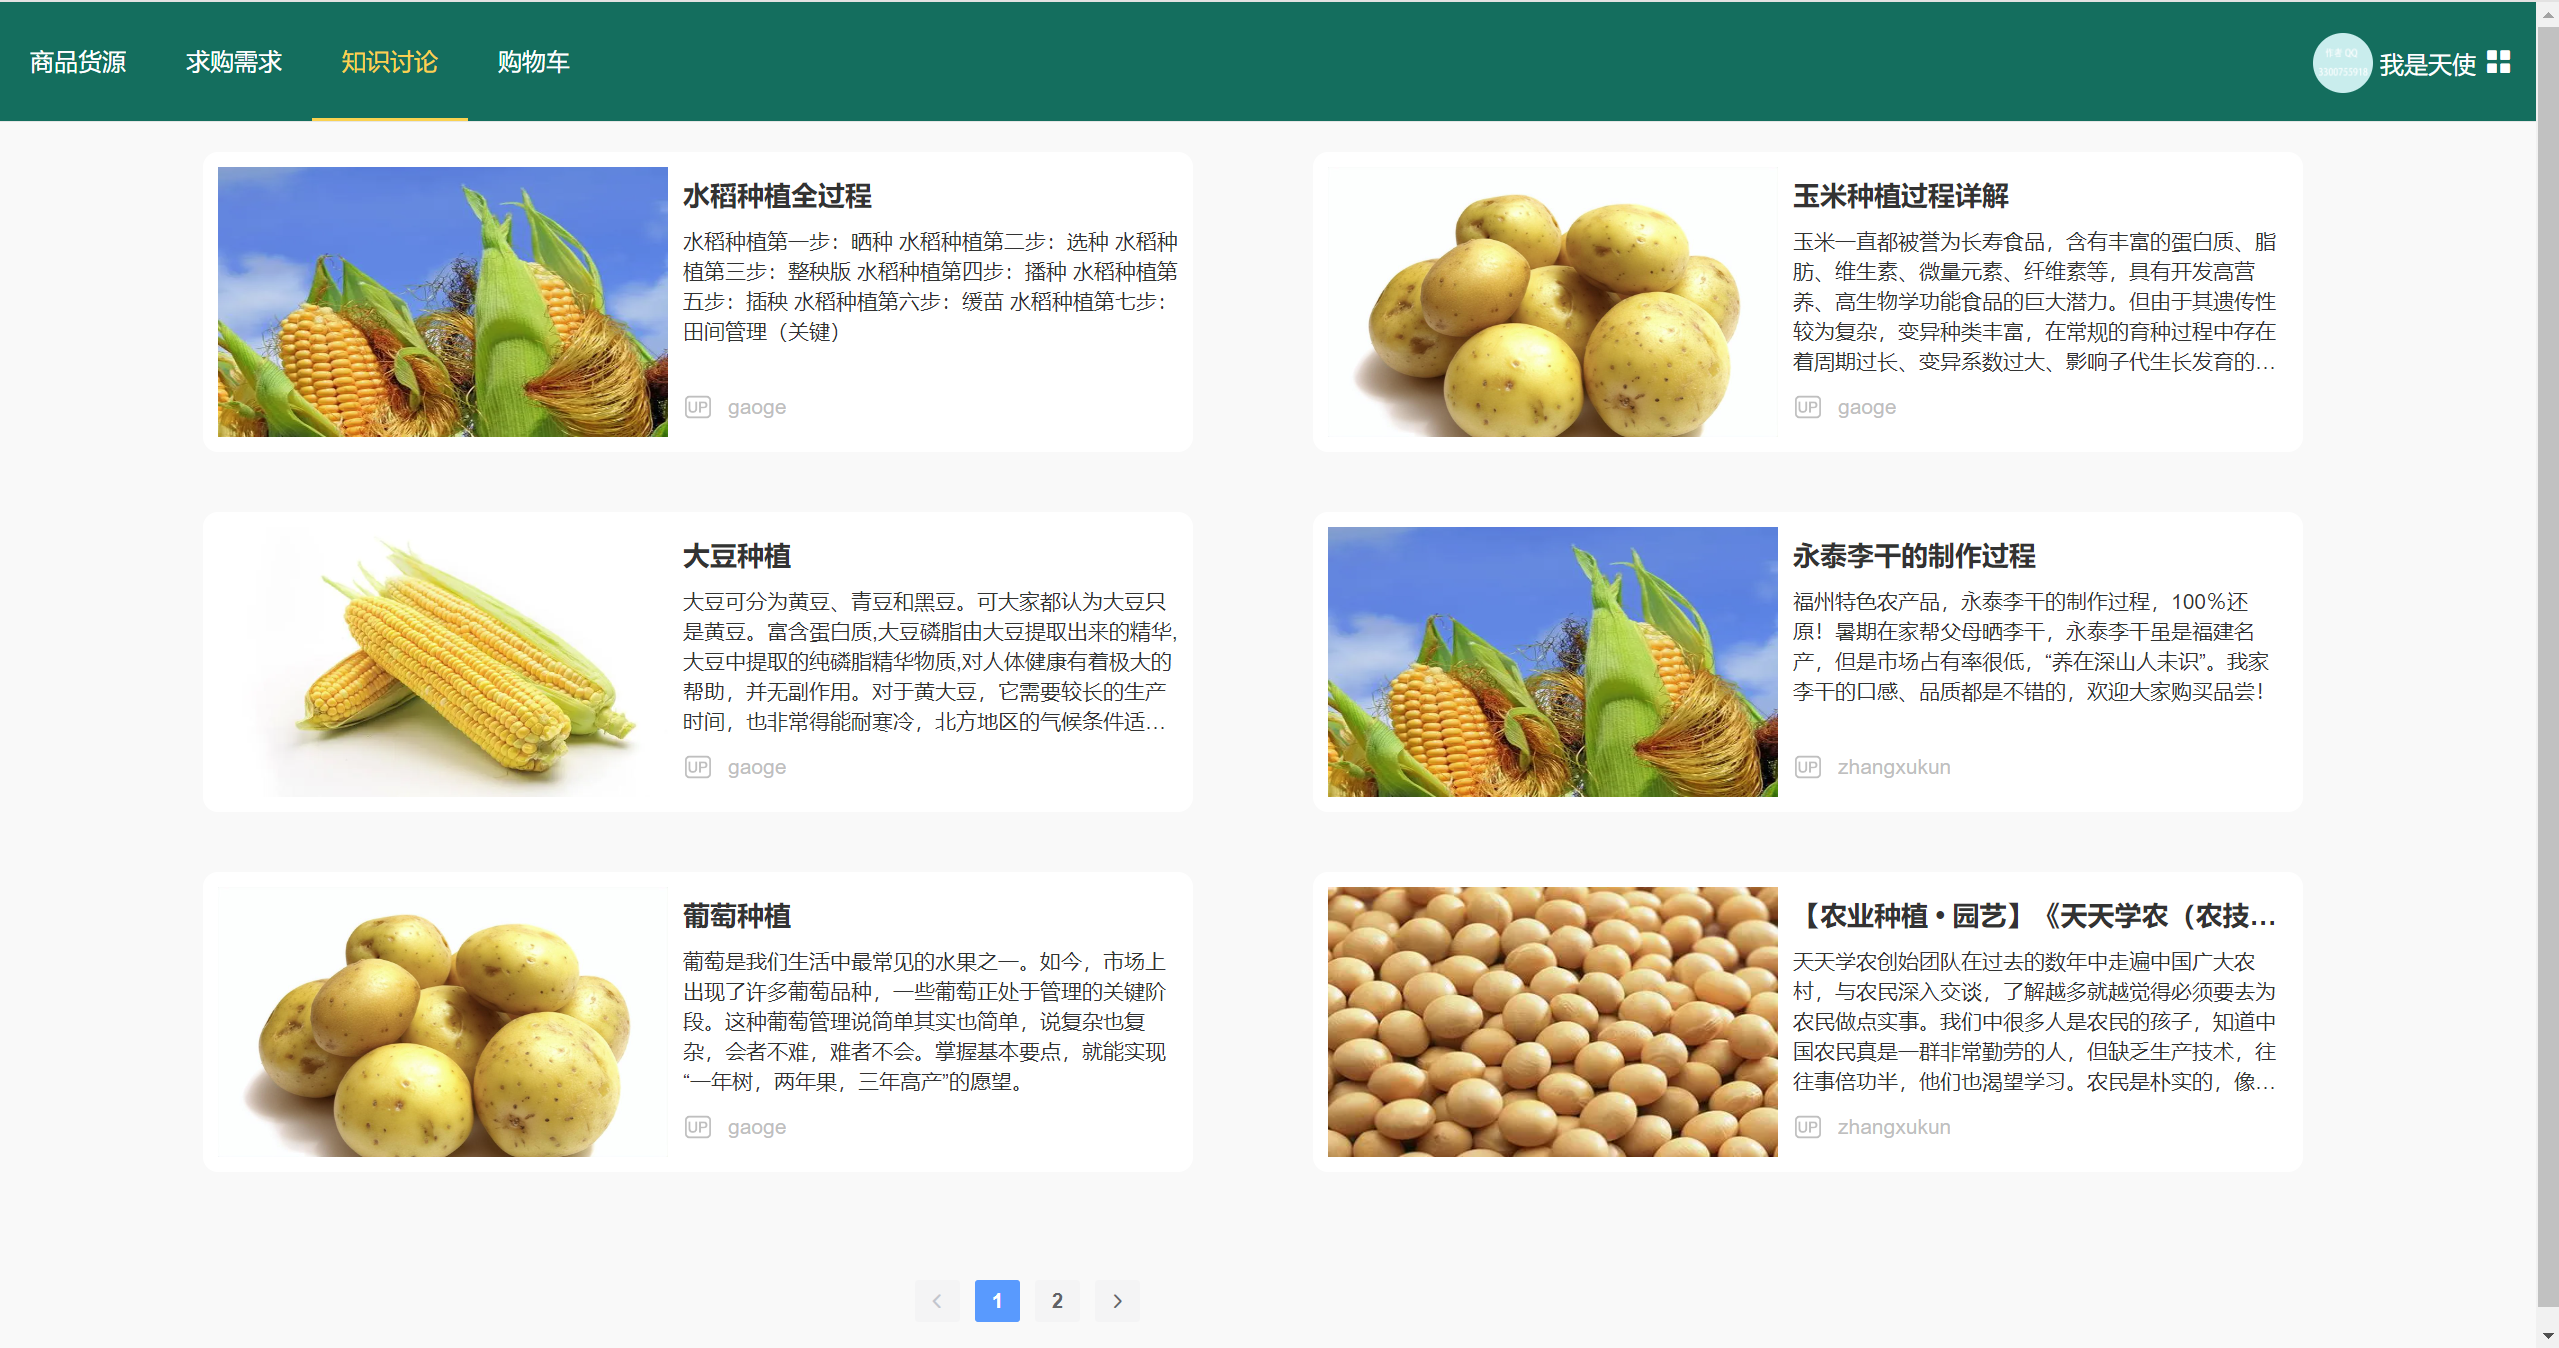 商品货源
求购需求
知识讨论
购物车
作者 QQ
3300755918
我是天使
水稻种植全过程
水稻种植第一步：晒种 水稻种植第二步：选种 水稻种
植第三步：整秧版 水稻种植第四步：播种 水稻种植第
五步：插秧 水稻种植第六步：缓苗 水稻种植第七步：
田间管理（关键）
UP gaoge
玉米种植过程详解
玉米一直都被誉为长寿食品，含有丰富的蛋白质、脂
肪、维生素、微量元素、纤维素等，具有开发高营
养、高生物学功能食品的巨大潜力。但由于其遗传性
较为复杂，变异种类丰富，在常规的育种过程中存在
着周期过长、变异系数过大、影响子代生长发育的…
UP gaoge
大豆种植
大豆可分为黄豆、青豆和黑豆。可大家都认为大豆只
是黄豆。富含蛋白质,大豆磷脂由大豆提取出来的精华,
大豆中提取的纯磷脂精华物质,对人体健康有着极大的
帮助，并无副作用。对于黄大豆，它需要较长的生产
时间，也非常得能耐寒冷，北方地区的气候条件适…
UP gaoge
永泰李干的制作过程
福州特色农产品，永泰李干的制作过程，100%还
原！暑期在家帮父母晒李干，永泰李干虽是福建名
产，但是市场占有率很低，“养在深山人未识”。我家
李干的口感、品质都是不错的，欢迎大家购买品尝！
UP zhangxukun
葡萄种植
葡萄是我们生活中最常见的水果之一。如今，市场上
出现了许多葡萄品种，一些葡萄正处于管理的关键阶
段。这种葡萄管理说简单其实也简单，说复杂也复
杂，会者不难，难者不会。掌握基本要点，就能实现
“一年树，两年果，三年高产”的愿望。
UP gaoge
【农业种植 • 园艺】《天天学农（农技…
天天学农创始团队在过去的数年中走遍中国广大农
村，与农民深入交谈，了解越多就越觉得必须要去为
农民做点实事。我们中很多人是农民的孩子，知道中
国农民真是一群非常勤劳的人，但缺乏生产技术，往
往事倍功半，他们也渴望学习。农民是朴实的，像…
UP zhangxukun
1 2